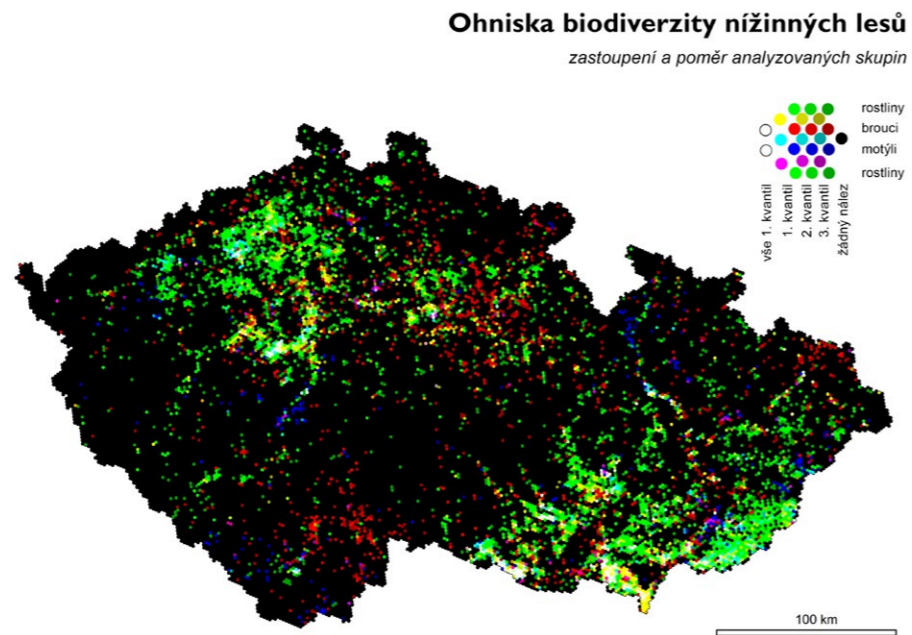 Ohniska biodiverzity nížinných lesů
zastoupení a poměr analyzovaných skupin
rostliny
brouci
motýli
rostliny
vše 1. kvantil
1. kvantil
2. kvantil
3. kvantil
žádný nález
100 km